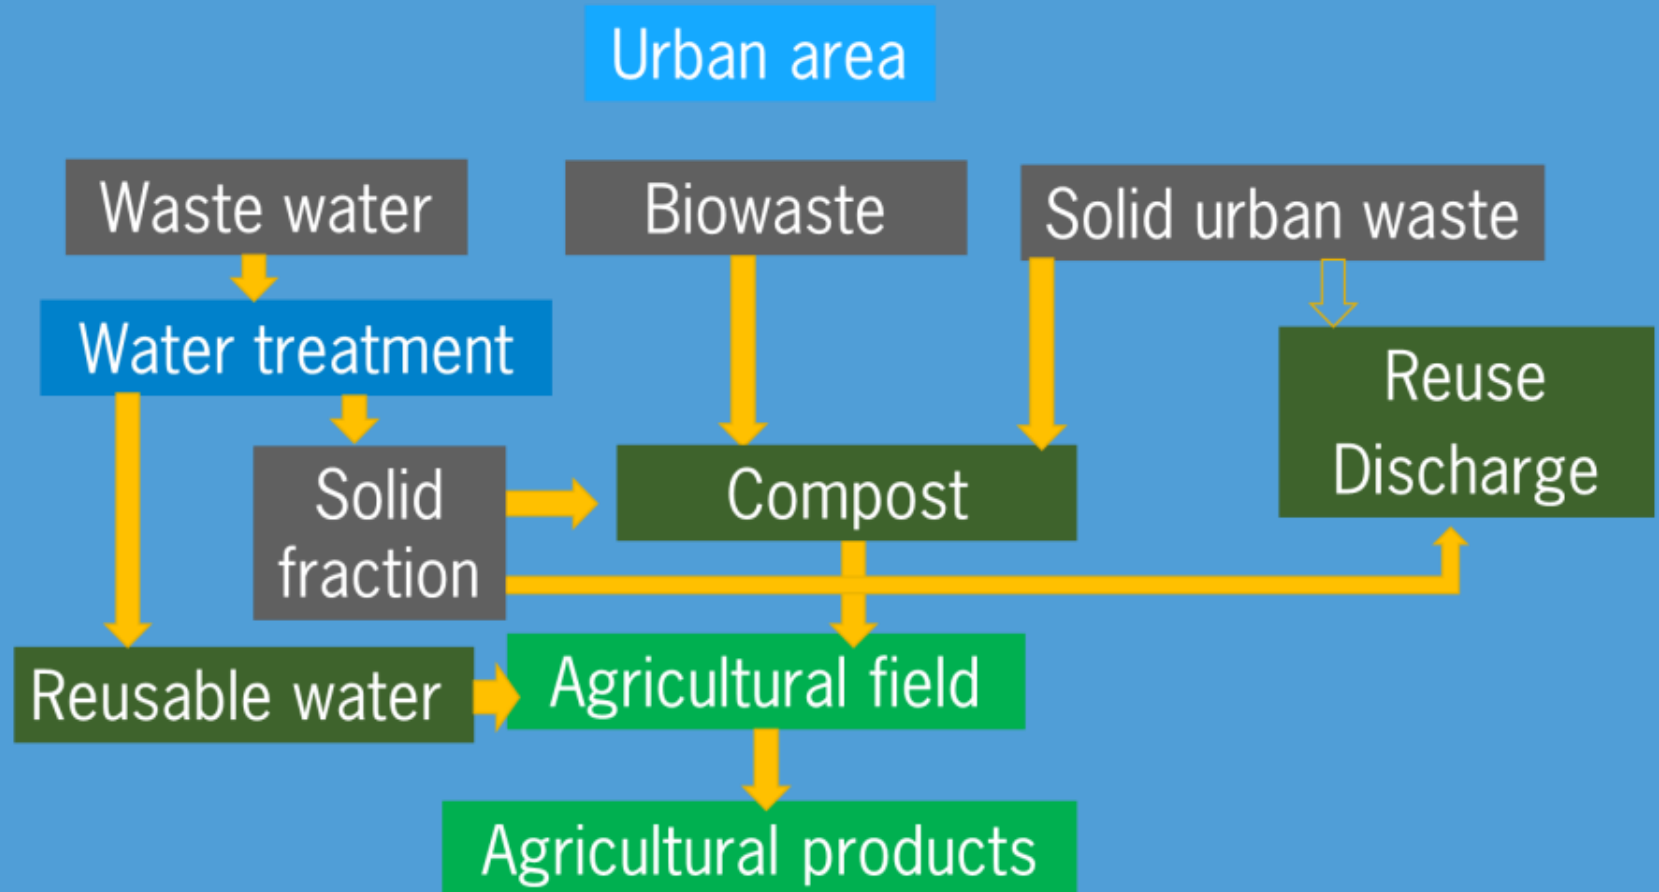 Urban area
Waste water
Biowaste
Solid urban waste
Water treatment
Reuse
Discharge
Solid
fraction
Compost
Reusable water
Agricultural field
Agricultural products